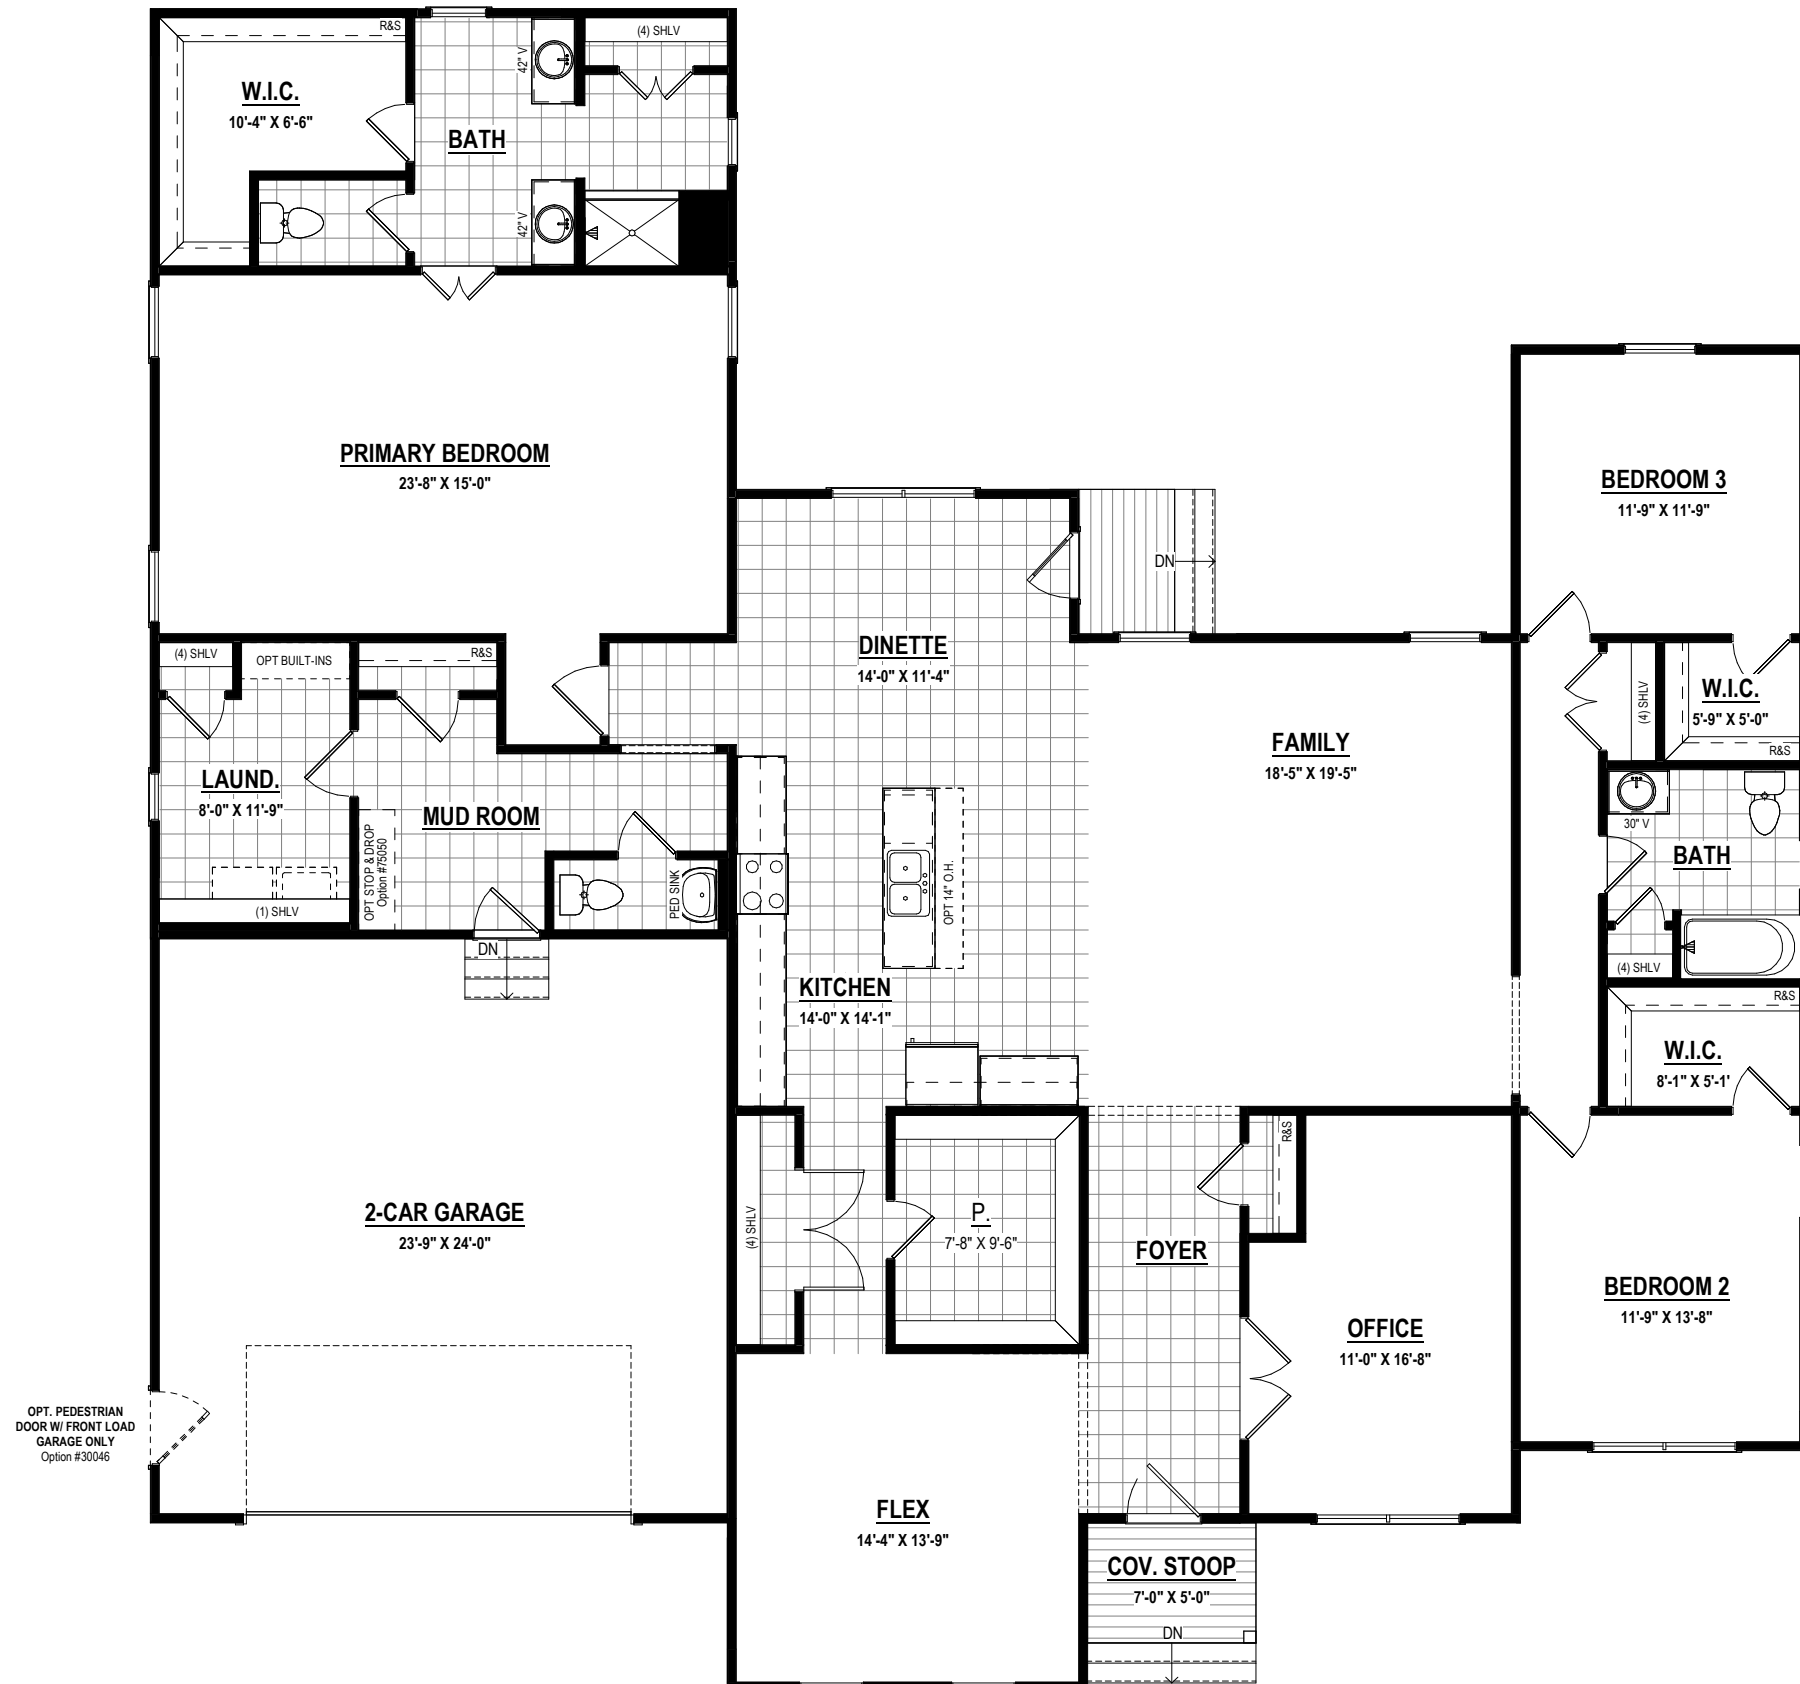 R&S
(4) SHLV
42" V
W.I.C.
10'-4" X 6'-6"
BATH
42" V
PRIMARY BEDROOM
23'-8" X 15'-0"
BEDROOM 3
11'-9" X 11'-9"
DN
DINETTE
14'-0" X 11'-4"
(4) SHLV
OPT BUILT-INS
R&S
(4) SHLV
W.I.C.
5'-9" X 5'-0"
R&S
FAMILY
18'-5" X 19'-5"
LAUND.
8'-0" X 11'-9"
MUD ROOM
OPT STOP & DROP
Option #75050
PED SINK
OPT 14" O.H.
30" V
BATH
(1) SHLV
DN
(4) SHLV
KITCHEN
14'-0" X 14'-1"
R&S
W.I.C.
8'-1" X 5'-1'
R&S
2-CAR GARAGE
23'-9" X 24'-0"
(4) SHLV
P.
7'-8" X 9'-6"
FOYER
BEDROOM 2
11'-9" X 13'-8"
OFFICE
11'-0" X 16'-8"
OPT. PEDESTRIAN
DOOR W/ FRONT LOAD
GARAGE ONLY
Option #30046
FLEX
14'-4" X 13'-9"
COV. STOOP
7'-0" X 5'-0"
DN